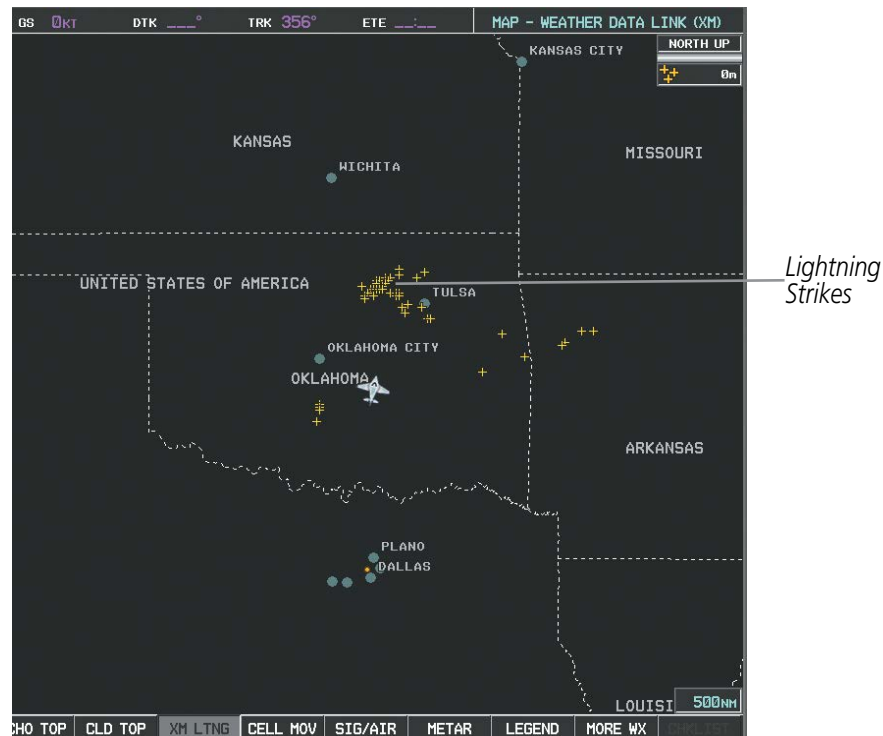 GS 0KT DTK ___° TRK 356° ETE __:__ MAP - WEATHER DATA LINK (XM)
KANSAS CITY
NORTH UP
0m
KANSAS
MISSOURI
WICHITA
UNITED STATES OF AMERICA
TULSA
Lightning
Strikes
OKLAHOMA CITY
OKLAHOMA
ARKANSAS
PLANO
DALLAS
LOUISI
500NM
CHO TOP CLD TOP XM LTNG CELL MOV SIG/AIR METAR LEGEND MORE WX CHKLIST